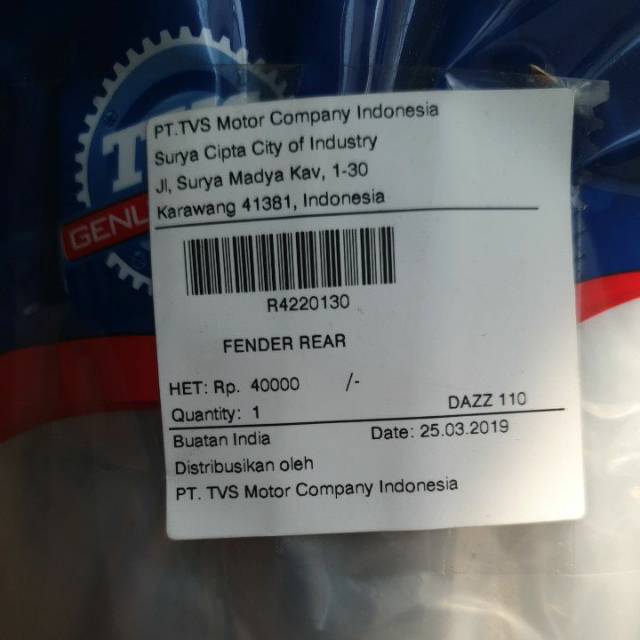 PT.TVS Motor Company Indonesia
Surya Cipta City of Industry
Jl, Surya Madya Kav, 1-30
Karawang 41381, Indonesia
R4220130
FENDER REAR
HET: Rp. 40000 /-
Quantity: 1 DAZZ 110
Buatan India Date: 25.03.2019
Distribusikan oleh
PT. TVS Motor Company Indonesia